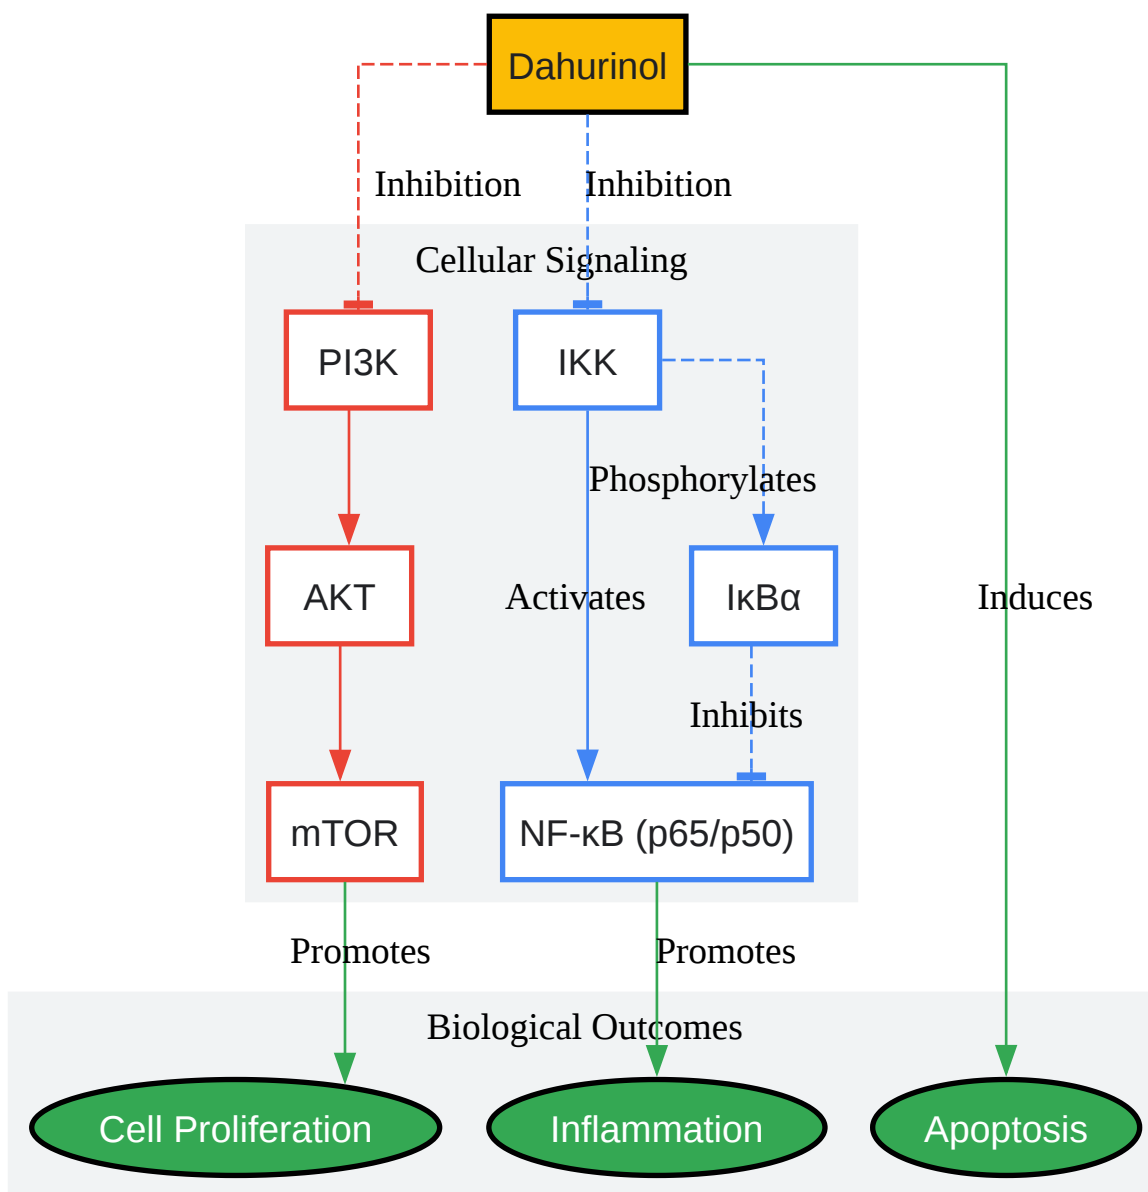 Dahurinol
Inhibition
Inhibition
Cellular Signaling
PI3K
IKK
Phosphorylates
AKT
Activates
IκBα
Induces
Inhibits
mTOR
NF-κB (p65/p50)
Promotes
Promotes
Biological Outcomes
Cell Proliferation
Inflammation
Apoptosis